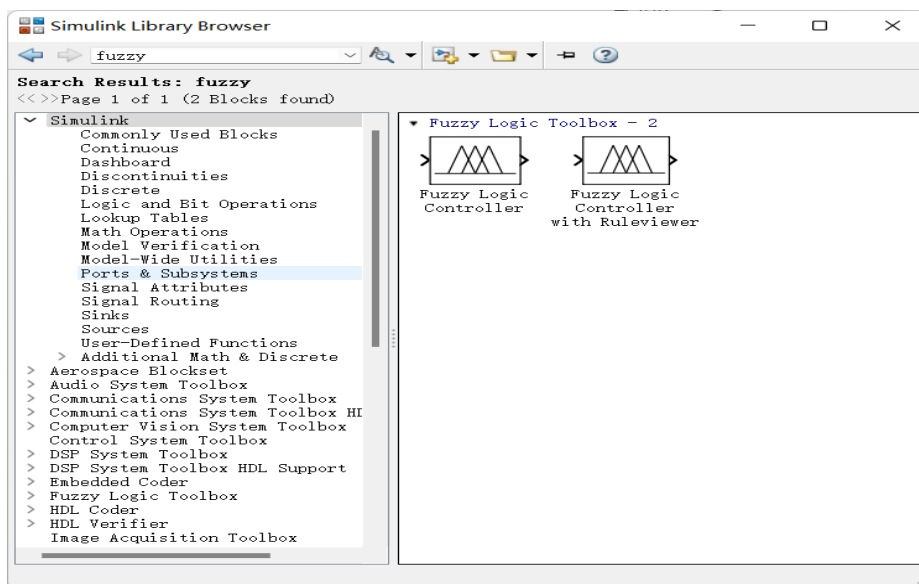 Simulink Library Browser
fuzzy
Search Results: fuzzy
<< >>Page 1 of 1 (2 Blocks found)
Simulink
Commonly Used Blocks
Continuous
Dashboard
Discontinuities
Discrete
Logic and Bit Operations
Lookup Tables
Math Operations
Model Verification
Model-Wide Utilities
Ports & Subsystems
Signal Attributes
Signal Routing
Sinks
Sources
User-Defined Functions
Additional Math & Discrete
Aerospace Blockset
Audio System Toolbox
Communications System Toolbox
Communications System Toolbox HI
Computer Vision System Toolbox
Control System Toolbox
DSP System Toolbox
DSP System Toolbox HDL Support
Embedded Coder
Fuzzy Logic Toolbox
HDL Coder
HDL Verifier
Image Acquisition Toolbox
Fuzzy Logic Toolbox - 2
Fuzzy Logic
Controller
Fuzzy Logic
Controller
with Ruleviewer